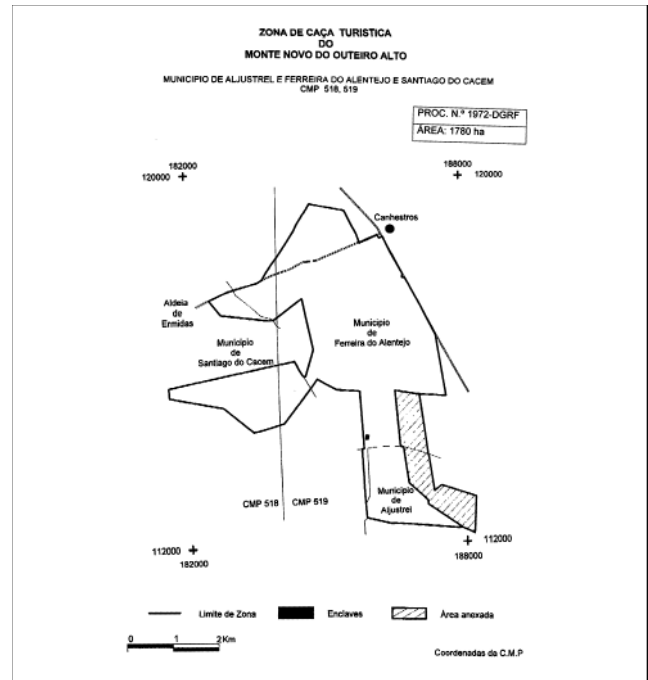 ZONA DE CAÇA TURISTICA
DO
MONTE NOVO DO OUTEIRO ALTO
MUNICIPIO DE ALJUSTREL E FERREIRA DO ALENTEJO E SANTIAGO DO CACEM
CMP 518, 519
PROC. N.º 1972-DGRF
ÁREA: 1780 ha
182000
120000
188000
120000
Canhestros
Aldeia
de
Ermidas
Município
de
Santiago do Cacem
Município
de
Ferreira do Alentejo
CMP 518
CMP 519
Município
de
Aljustrel
112000
182000
112000
188000
Limite de Zona
Enclaves
Área anexada
0 1 2 Km
Coordenadas da C.M.P